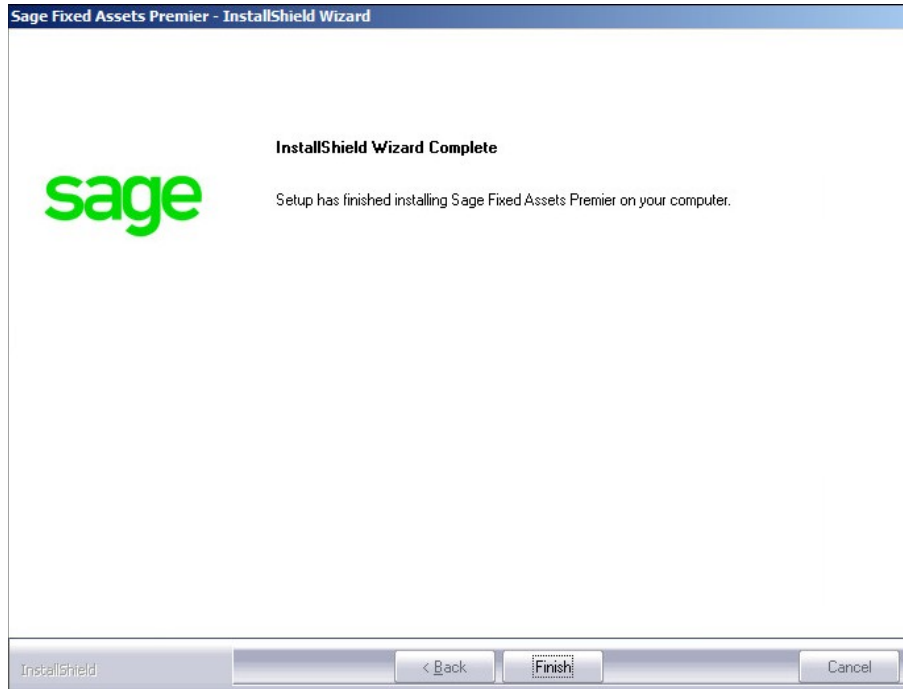 Sage Fixed Assets Premier - InstallShield Wizard
InstallShield Wizard Complete
sage
Setup has finished installing Sage Fixed Assets Premier on your computer.
InstallShield
< Back
Finish
Cancel